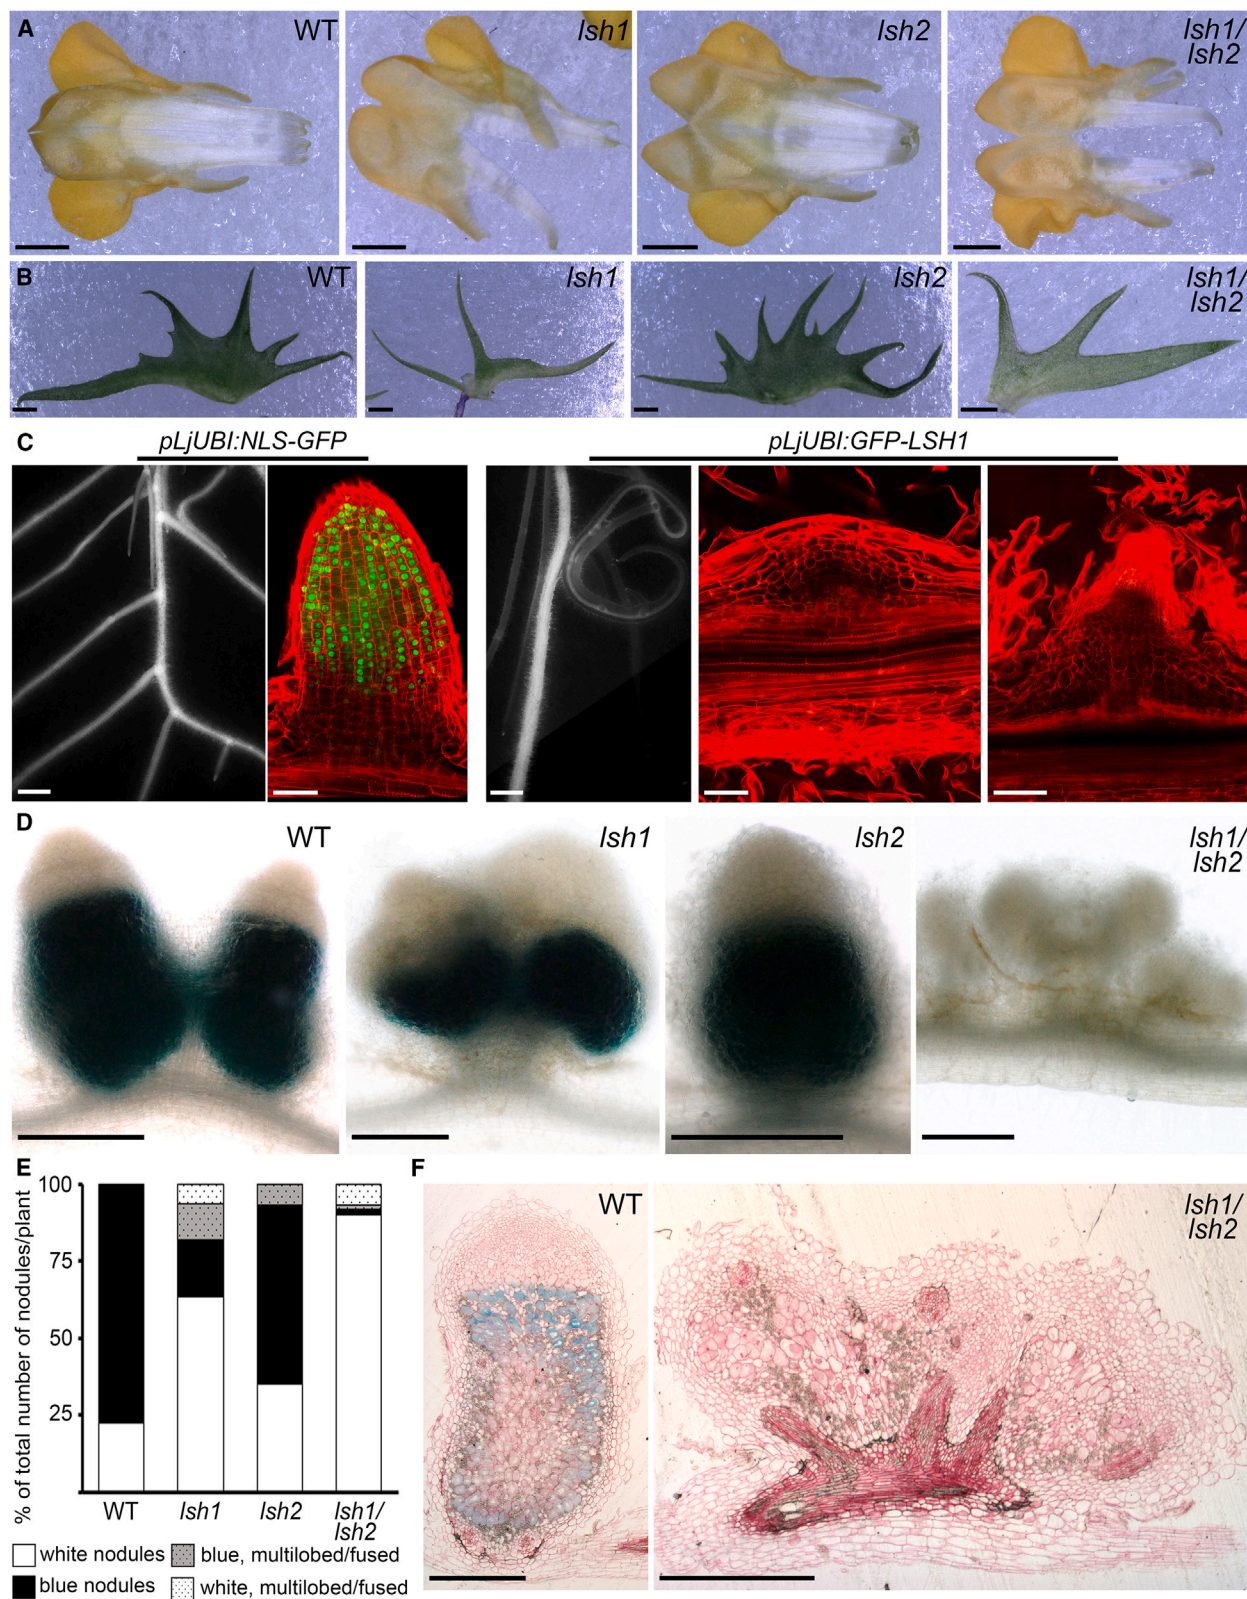 A
WT
lsh1
lsh2
lsh1/
lsh2
B
WT
lsh1
lsh2
lsh1/
lsh2
C
pLjUBI:NLS-GFP
pLjUBI:GFP-LSH1
D
WT
lsh1
lsh2
lsh1/
lsh2
E
% of total number of nodules/plant
100
75
50
25
WT
lsh1
lsh2
lsh1/
lsh2
white nodules
blue, multilobed/fused
blue nodules
white, multilobed/fused
F
WT
lsh1/
lsh2